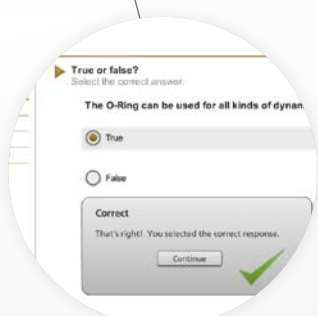 True or false?
Select the correct answer.
The O-Ring can be used for all kinds of dynan
True
False
Correct
That's right! You selected the correct response.
Continue